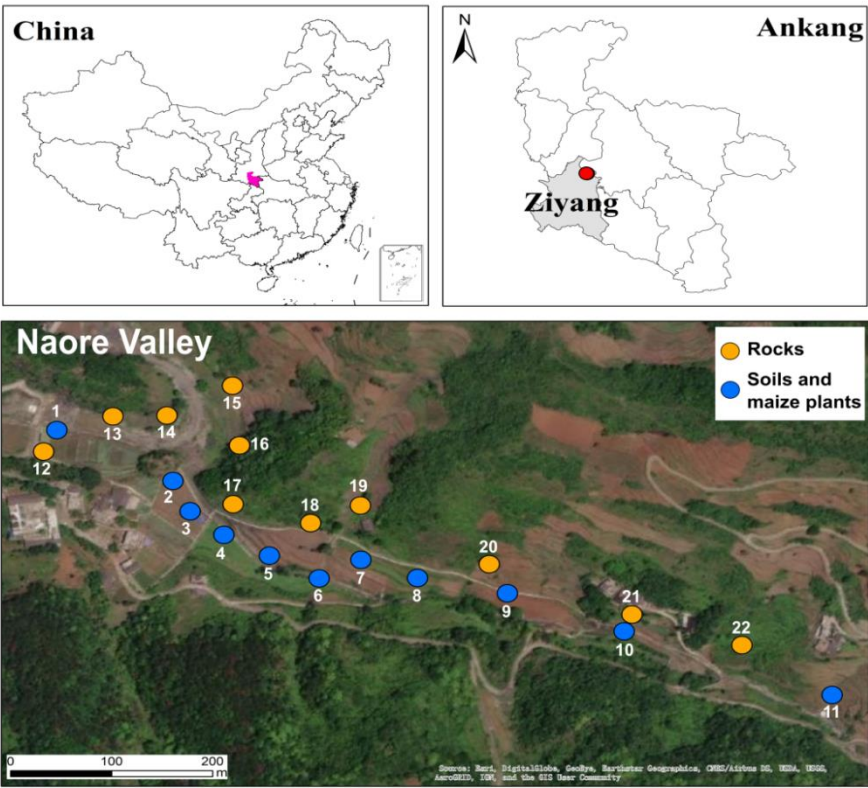 China
N
Ankang
Ziyang
Naore Valley
Rocks
Soils and
maize plants
1
12
13
14
15
16
2
3
17
4
5
18
19
6
7
8
20
9
21
10
22
11
0 100 200
m
Source: Esri, DigitalGlobe, GeoEye, Earthstar Geographics, CNES/Airbus DS, USDA, USGS,
AeroGRID, IGN, and the GIS User Community